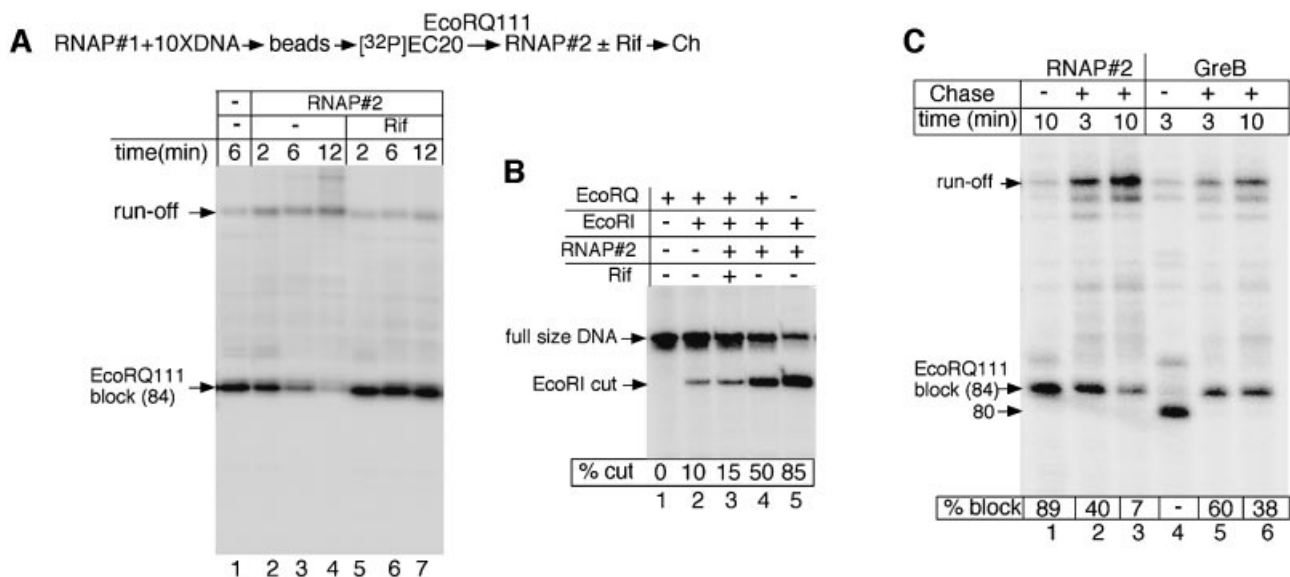 A
EcoRQ111
RNAP#1+10XDNA beads [32P]EC20 RNAP#2 ± Rif Ch
- RNAP#2
- - Rif
time(min) 6 2 6 12 2 6 12
run-off
EcoRQ111
block (84)
1 2 3 4 5 6 7
B
EcoRQ + + + + -
EcoRI - + + + +
RNAP#2 - - + + +
Rif - - + - -
full size DNA
EcoRI cut
% cut 0 10 15 50 85
1 2 3 4 5
C
RNAP#2 GreB
Chase - + + - + +
time (min) 10 3 10 3 3 10
run-off
EcoRQ111
block (84)
80
% block 89 40 7 - 60 38
1 2 3 4 5 6